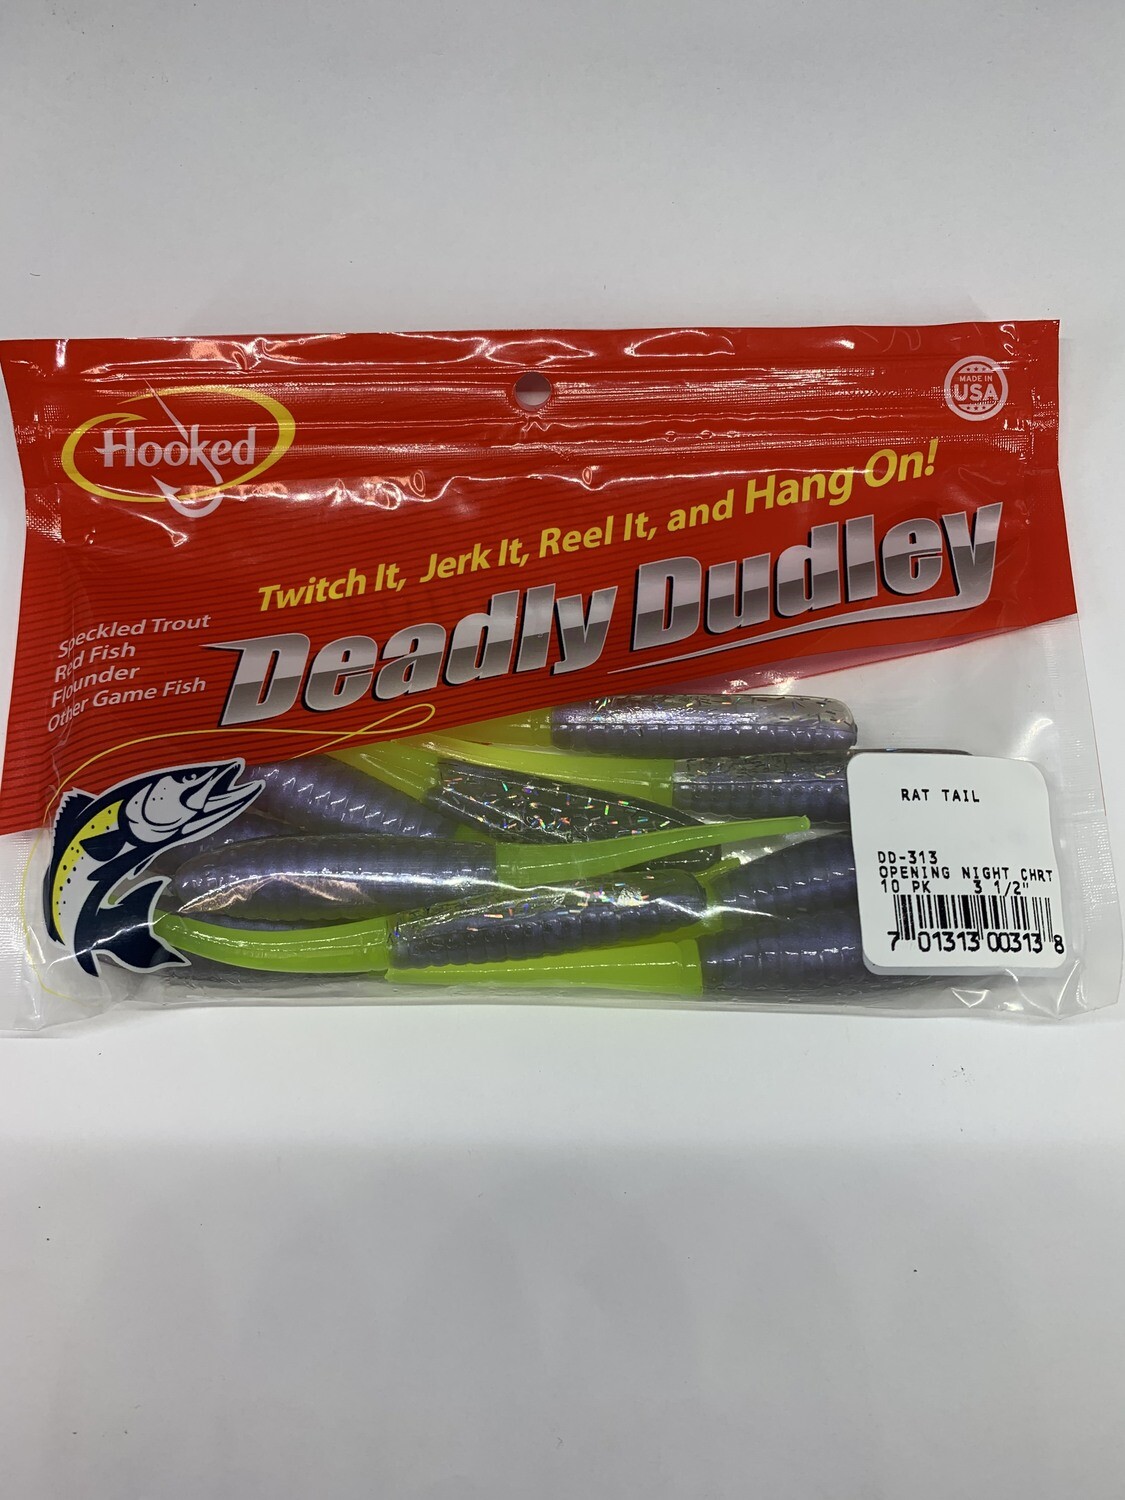 MADE IN
USA
Hooked
Twitch It, Jerk It, Reel It, and Hang On!
Deadly Dudley
Speckled Trout
Red Fish
Flounder
Other Game Fish
RAT TAIL
DD-313
OPENING NIGHT CHRT
10 PK 3 1/2"
7 01313 00313 8